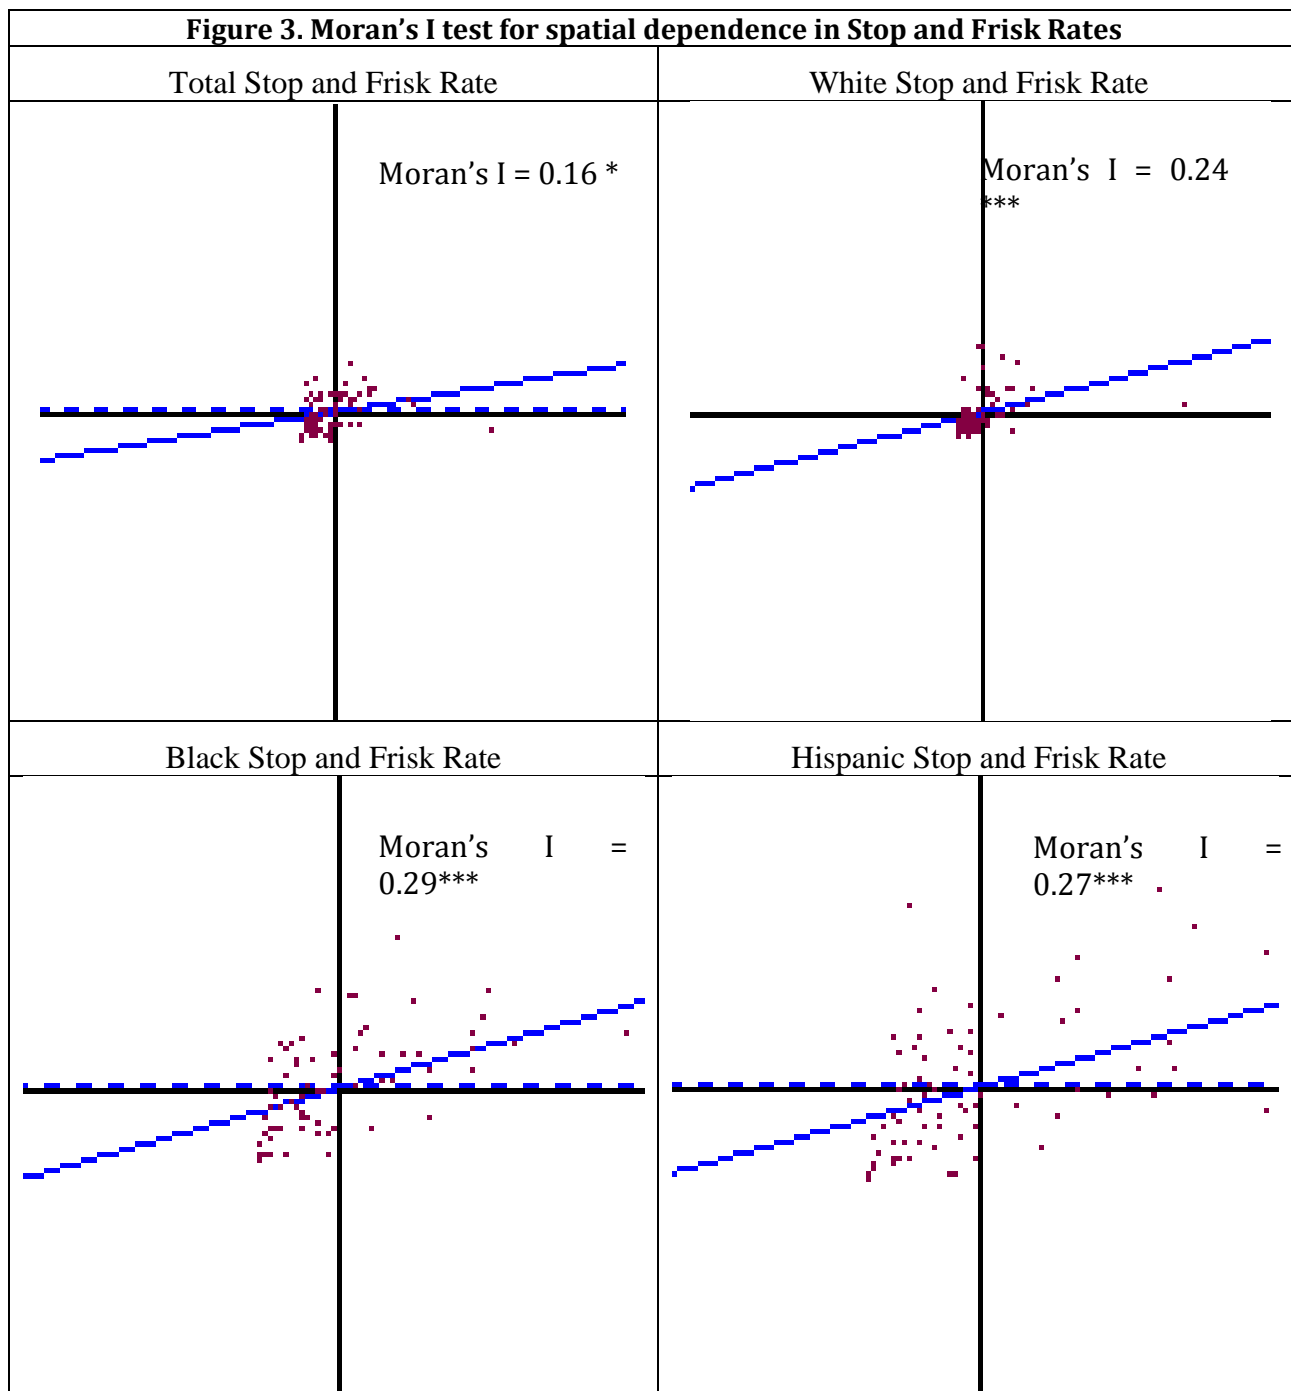 Figure 3. Moran’s I test for spatial dependence in Stop and Frisk Rates
Total Stop and Frisk Rate
White Stop and Frisk Rate
Moran’s I = 0.16 *
Moran’s I = 0.24
***
Black Stop and Frisk Rate
Hispanic Stop and Frisk Rate
Moran’s I =
0.29***
Moran’s I =
0.27***